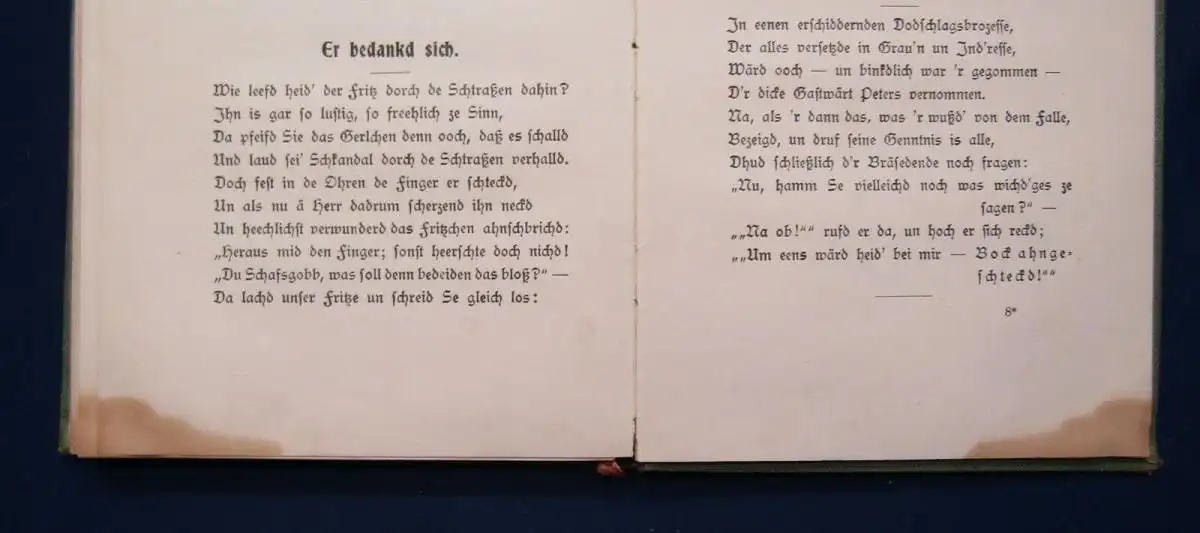 Er bedankd sich.
Wie leefd heid' der Fritz dorch de Schtraßen dahin?
Ihn is gar so lustig, so freehlich ze Sinn,
Da pfeifd Sie das Gerlchen denn ooch, daß es schalld
Und laud sei' Schkandal dorch de Schtraßen verhalld.
Doch fest in de Ohren de Finger er schteckd,
Un als nu ä Herr dadrum scherzend ihn neckd
Un heechlichst verwunderd das Fritzchen ahnschbrichd:
„Heraus mid den Finger; sonst heerschte doch nichd!
„Du Schafsgobb, was soll denn bedeiden das bloß?“ —
Da lachd unser Fritze un schreid Se gleich los:
In eenen erschiddernden Dodschlagsbrozesse,
Der alles versetzde in Grau'n un Ind'resse,
Wärd ooch — un binkdlich war 'r gegommen —
D'r dicke Gastwärt Peters vernommen.
Na, als 'r dann das, was 'r wußd' von dem Falle,
Bezeigd, un druf seine Genntnis is alle,
Dhud schließlich d'r Bräsedende noch fragen:
„Nu, hamm Se vielleichd noch was wichd'ges ze
sagen?“ —
„„Na ob!““ rufd er da, un hoch er sich reckd;
„„Um eens wärd heid' bei mir — Bock ahnge-
schteckd!““
8*